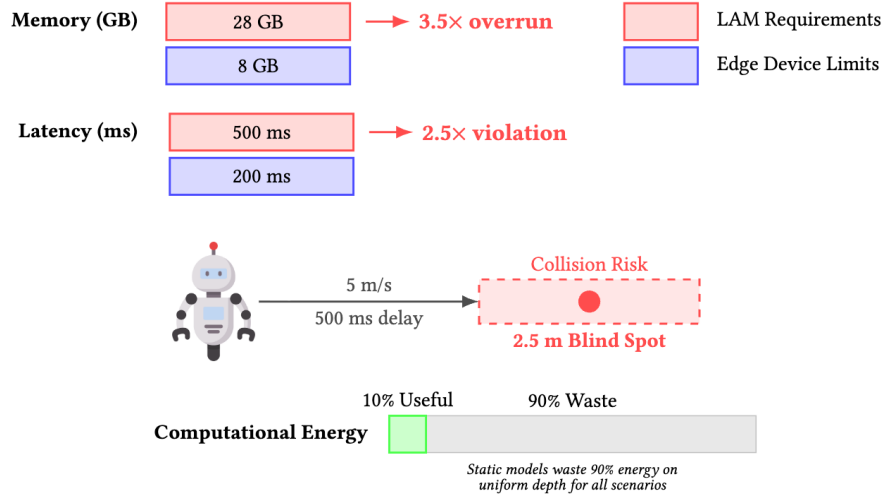 Memory (GB)
28 GB
3.5× overrun
LAM Requirements
8 GB
Edge Device Limits
Latency (ms)
500 ms
2.5× violation
200 ms
Collision Risk
5 m/s
500 ms delay
2.5 m Blind Spot
10% Useful
90% Waste
Computational Energy
Static models waste 90% energy on
uniform depth for all scenarios